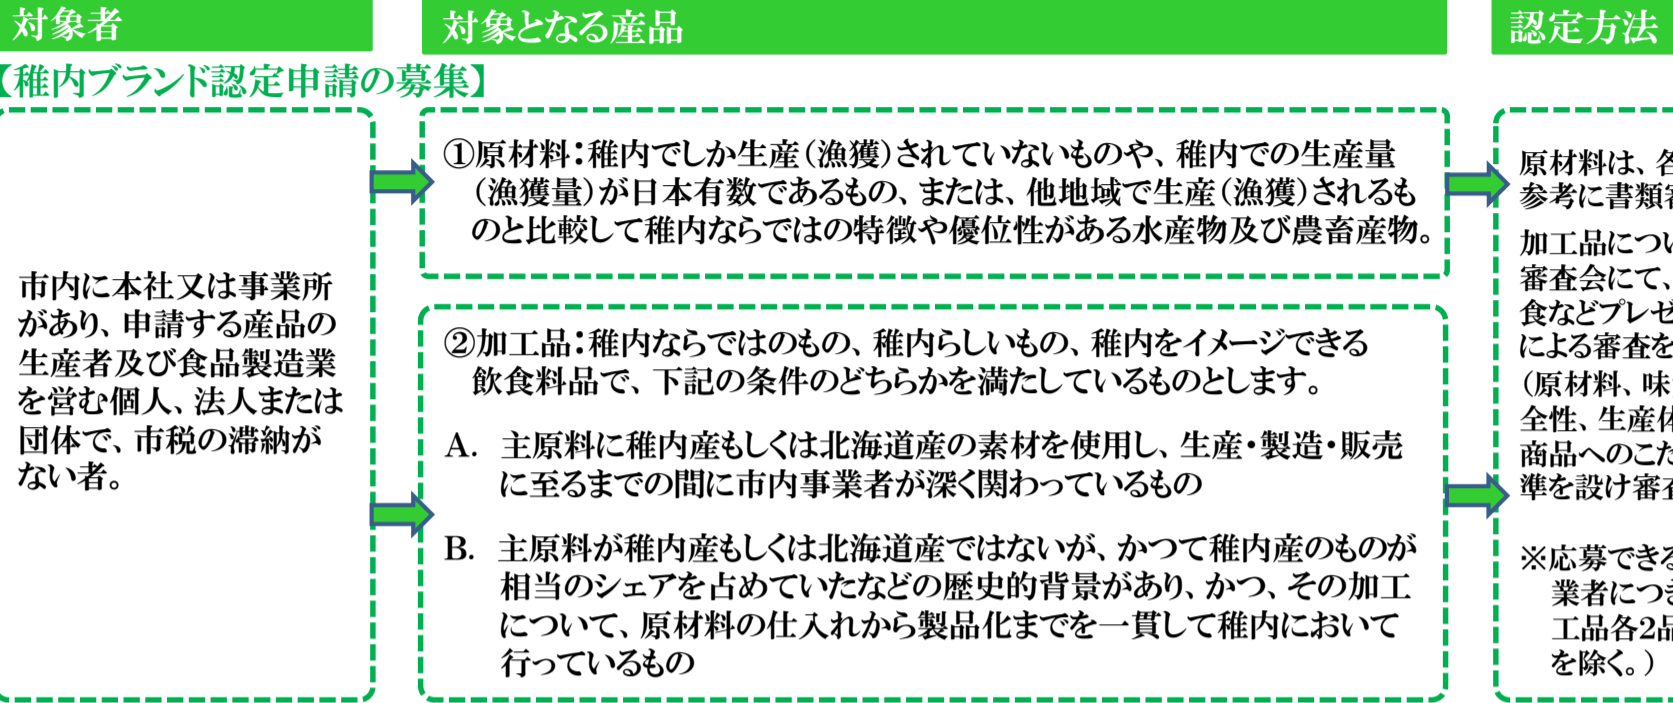 対象者
対象となる産品
認定方法
【稚内ブランド認定申請の募集】
市内に本社又は事業所
があり、申請する産品の
生産者及び食品製造業
を営む個人、法人または
団体で、市税の滞納が
ない者。
①原材料：稚内でしか生産（漁獲）されていないものや、稚内での生産量
（漁獲量）が日本有数であるもの、または、他地域で生産（漁獲）されるも
のと比較して稚内ならではの特徴や優位性がある水産物及び農畜産物。
②加工品：稚内ならではのもの、稚内らしいもの、稚内をイメージできる
飲食料品で、下記の条件のどちらかを満たしているものとします。
A. 主原料に稚内産もしくは北海道産の素材を使用し、生産・製造・販売
に至るまでの間に市内事業者が深く関わっているもの
B. 主原料が稚内産もしくは北海道産ではないが、かつて稚内産のものが
相当のシェアを占めていたなどの歴史的背景があり、かつ、その加工
について、原材料の仕入れから製品化までを一貫して稚内において
行っているもの
原材料は、各
参考に書類審
加工品につい
審査会にて、
食などプレゼ
による審査を
（原材料、味
全性、生産体
商品へのこだ
準を設け審査
※応募できる
業者につき
工品各2品
を除く。）